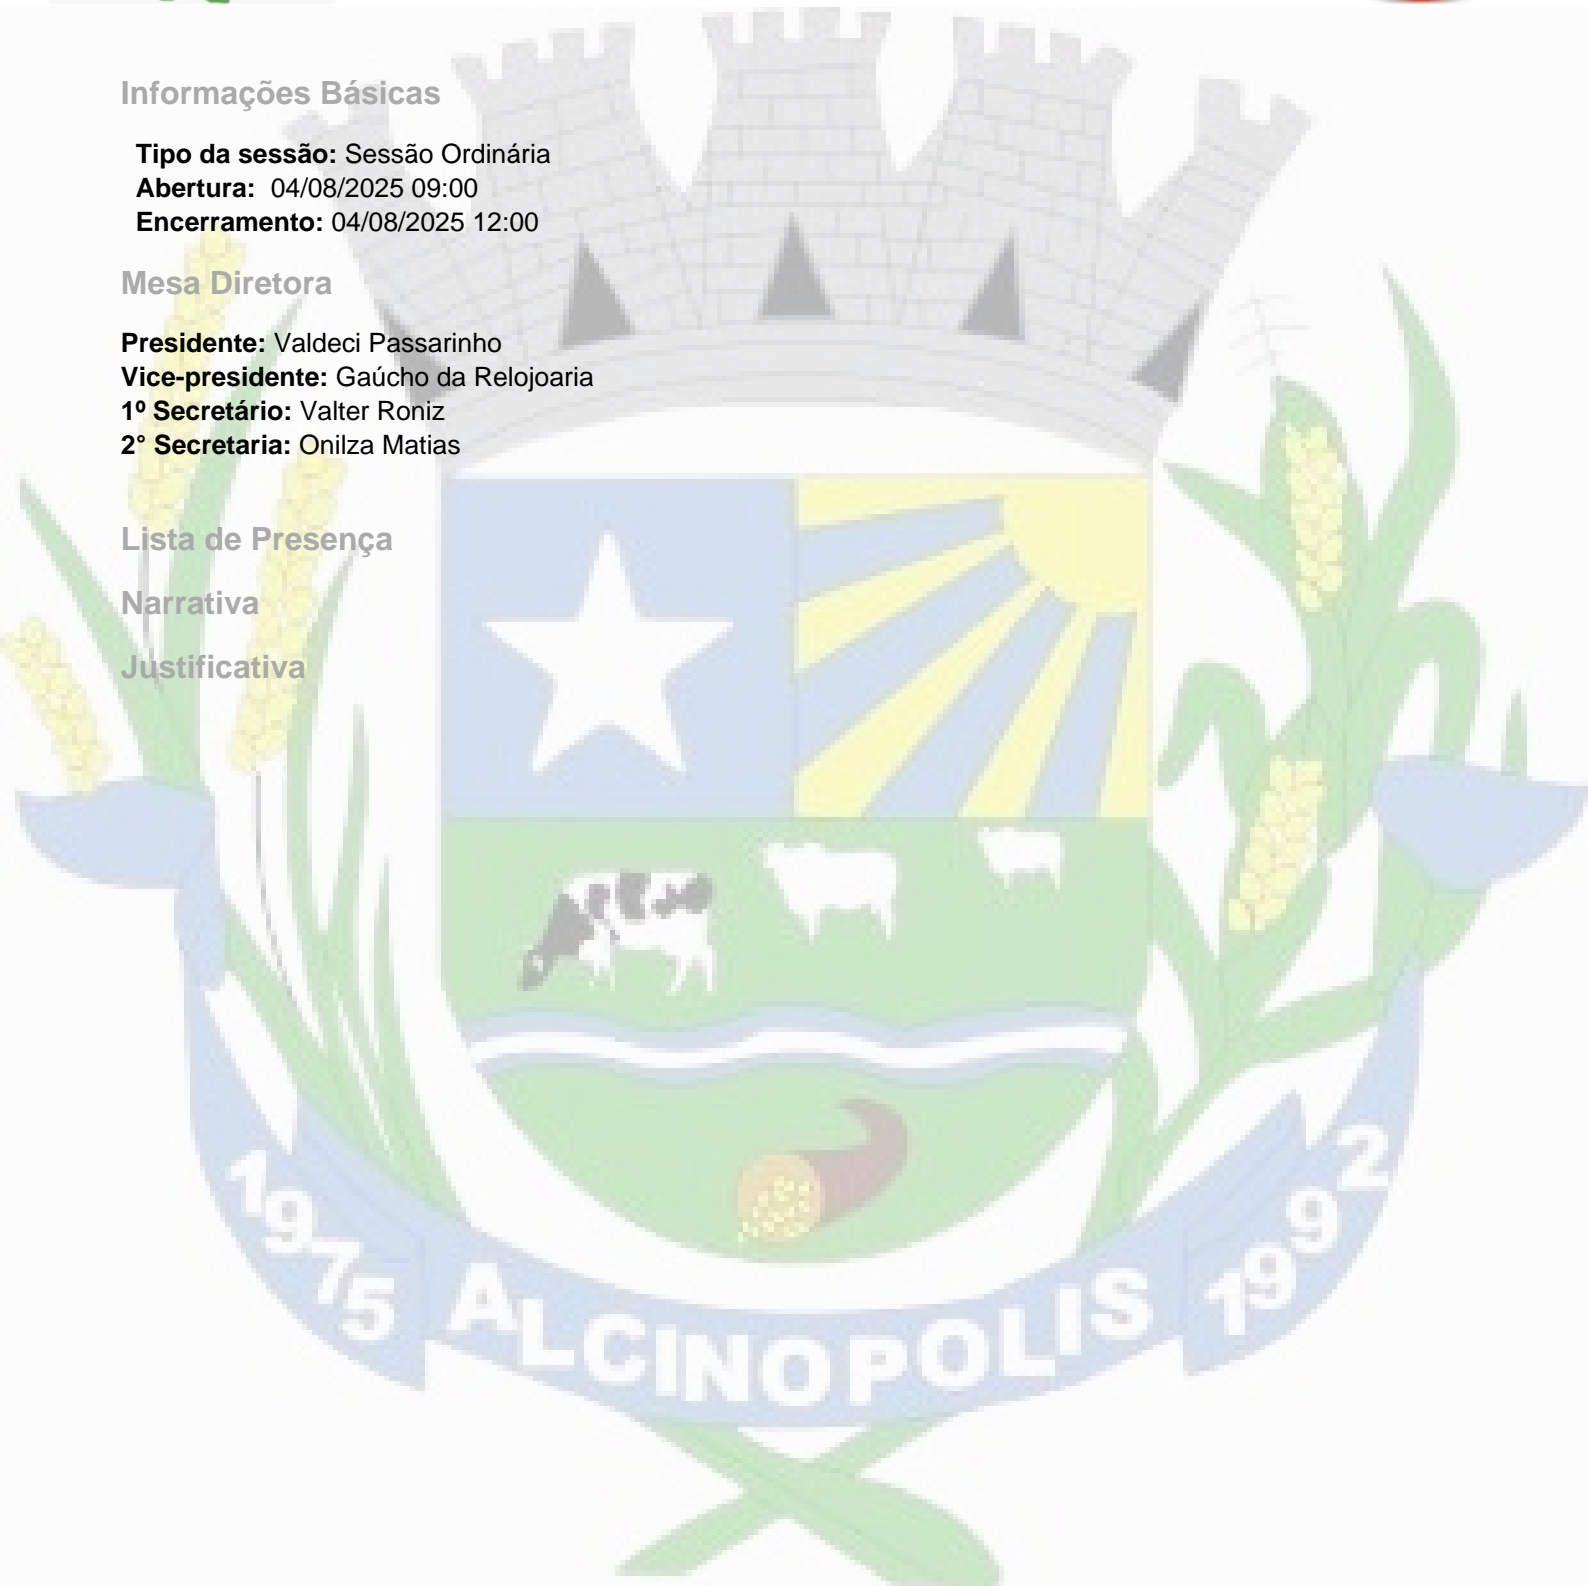 Informações Básicas
Tipo da sessão: Sessão Ordinária
Abertura: 04/08/2025 09:00
Encerramento: 04/08/2025 12:00
Mesa Diretora
Presidente: Valdeci Passarinho
Vice-presidente: Gaúcho da Relojoaria
1º Secretário: Valter Roniz
2° Secretaria: Onilza Matias
Lista de Presença
Narrativa
Justificativa
1975 ALCINOPOLIS 1992